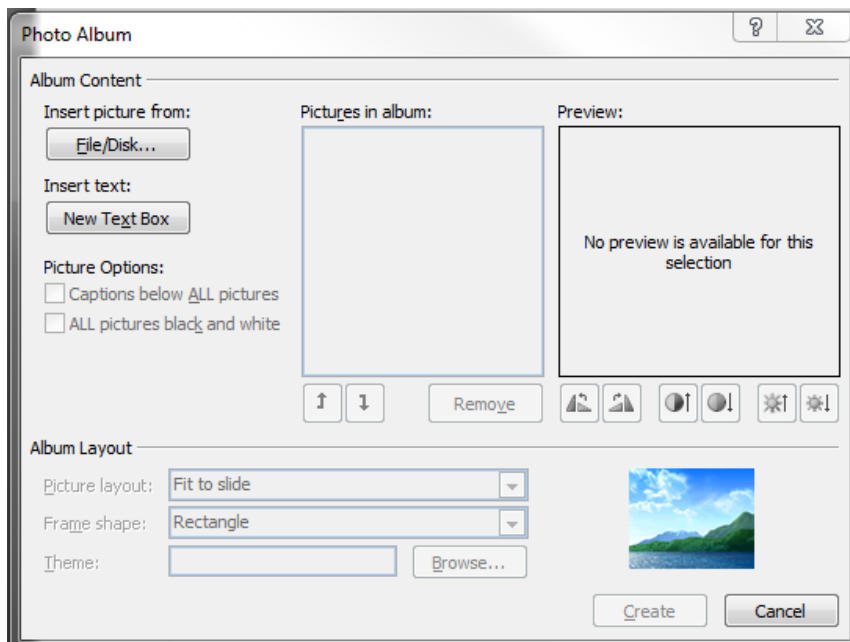 Photo Album
Album Content
Insert picture from:
File/Disk...
Insert text:
New Text Box
Picture Options:
Captions below ALL pictures
ALL pictures black and white
Pictures in album:
Remove
Preview:
No preview is available for this
selection
Album Layout
Picture layout: Fit to slide
Frame shape: Rectangle
Theme: Browse...
Create Cancel